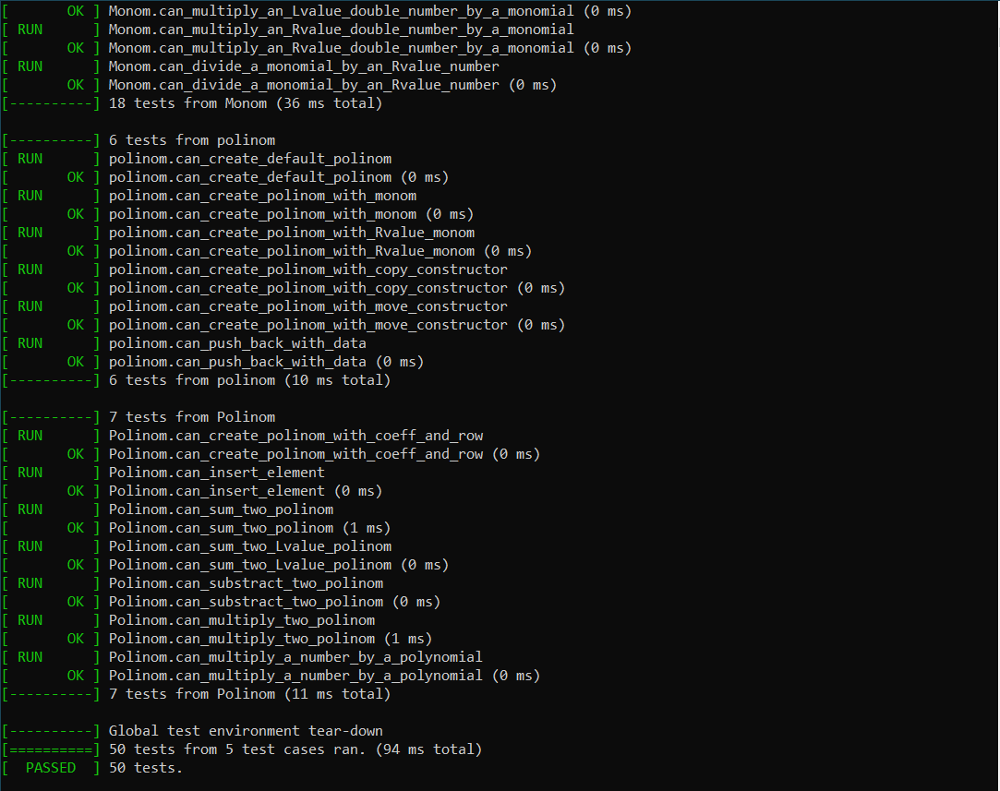 [       OK ] Monom.can_multiply_an_Lvalue_double_number_by_a_monomial (0 ms)
[ RUN      ] Monom.can_multiply_an_Rvalue_double_number_by_a_monomial
[       OK ] Monom.can_multiply_an_Rvalue_double_number_by_a_monomial (0 ms)
[ RUN      ] Monom.can_divide_a_monomial_by_an_Rvalue_number
[       OK ] Monom.can_divide_a_monomial_by_an_Rvalue_number (0 ms)
[----------] 18 tests from Monom (36 ms total)

[----------] 6 tests from polinom
[ RUN      ] polinom.can_create_default_polinom
[       OK ] polinom.can_create_default_polinom (0 ms)
[ RUN      ] polinom.can_create_polinom_with_monom
[       OK ] polinom.can_create_polinom_with_monom (0 ms)
[ RUN      ] polinom.can_create_polinom_with_Rvalue_monom
[       OK ] polinom.can_create_polinom_with_Rvalue_monom (0 ms)
[ RUN      ] polinom.can_create_polinom_with_copy_constructor
[       OK ] polinom.can_create_polinom_with_copy_constructor (0 ms)
[ RUN      ] polinom.can_create_polinom_with_move_constructor
[       OK ] polinom.can_create_polinom_with_move_constructor (0 ms)
[ RUN      ] polinom.can_push_back_with_data
[       OK ] polinom.can_push_back_with_data (0 ms)
[----------] 6 tests from polinom (10 ms total)

[----------] 7 tests from Polinom
[ RUN      ] Polinom.can_create_polinom_with_coeff_and_row
[       OK ] Polinom.can_create_polinom_with_coeff_and_row (0 ms)
[ RUN      ] Polinom.can_insert_element
[       OK ] Polinom.can_insert_element (0 ms)
[ RUN      ] Polinom.can_sum_two_polinom
[       OK ] Polinom.can_sum_two_polinom (1 ms)
[ RUN      ] Polinom.can_sum_two_Lvalue_polinom
[       OK ] Polinom.can_sum_two_Lvalue_polinom (0 ms)
[ RUN      ] Polinom.can_substract_two_polinom
[       OK ] Polinom.can_substract_two_polinom (0 ms)
[ RUN      ] Polinom.can_multiply_two_polinom
[       OK ] Polinom.can_multiply_two_polinom (1 ms)
[ RUN      ] Polinom.can_multiply_a_number_by_a_polynomial
[       OK ] Polinom.can_multiply_a_number_by_a_polynomial (0 ms)
[----------] 7 tests from Polinom (11 ms total)

[----------] Global test environment tear-down
[==========] 50 tests from 5 test cases ran. (94 ms total)
[  PASSED  ] 50 tests.